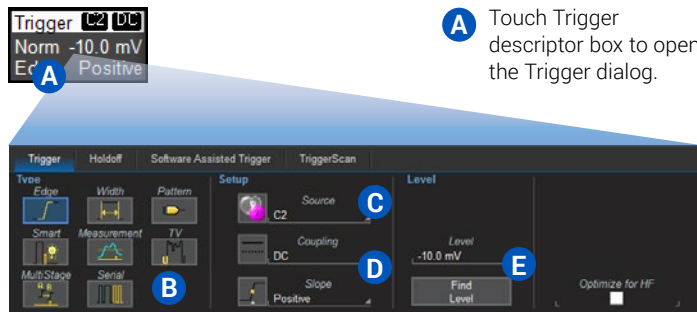 Trigger C2 DC
Norm -10.0 mV
A Positive
A Touch Trigger
descriptor box to open
the Trigger dialog.
Trigger Holdoff Software Assisted Trigger TriggerScan
Type Setup Level
Edge Width Pattern
Source
C2
C
Smart Measurement TV
Coupling
DC
D
Level
-10.0 mV
E
MultiStage Serial
B
Slope
Positive
Find
Level
Optimize for HF